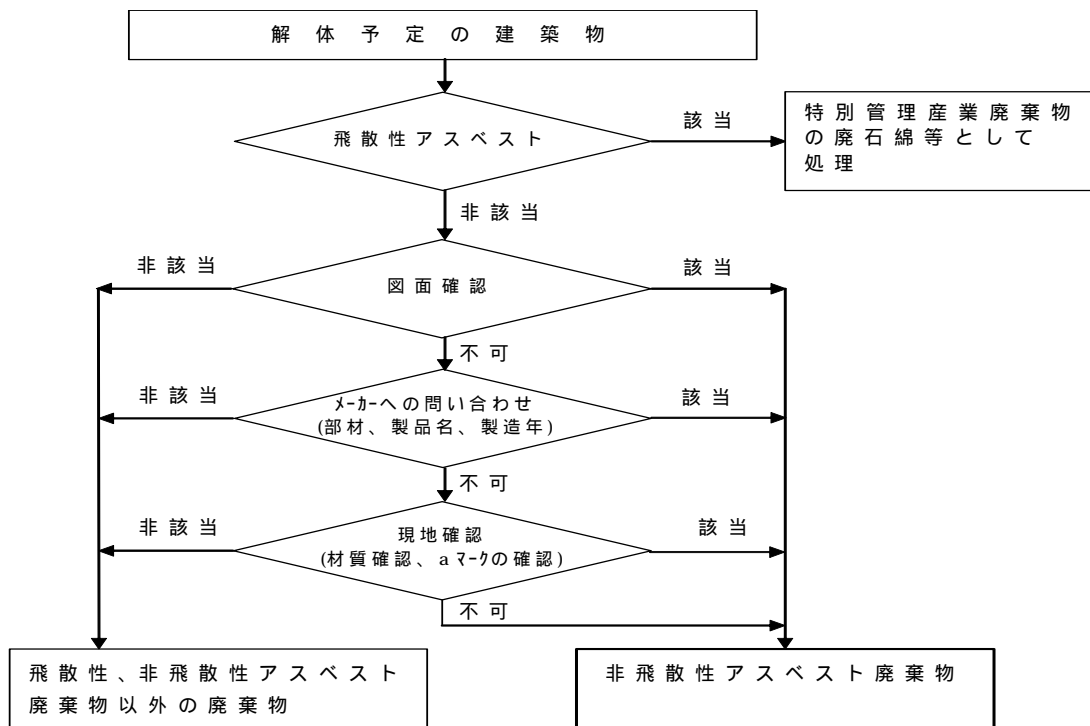 解体予定の建築物
飛散性アスベスト
該当
特別管理産業廃棄物
の廃石綿等として
処理
非該当
非該当
図面確認
該当
不可
非該当
ﾒｰｶｰへの問い合わせ
(部材、製品名、製造年)
該当
不可
非該当
現地確認
(材質確認、aﾏｰｸの確認)
該当
不可
飛散性、非飛散性アスベスト
廃棄物以外の廃棄物
非飛散性アスベスト廃棄物